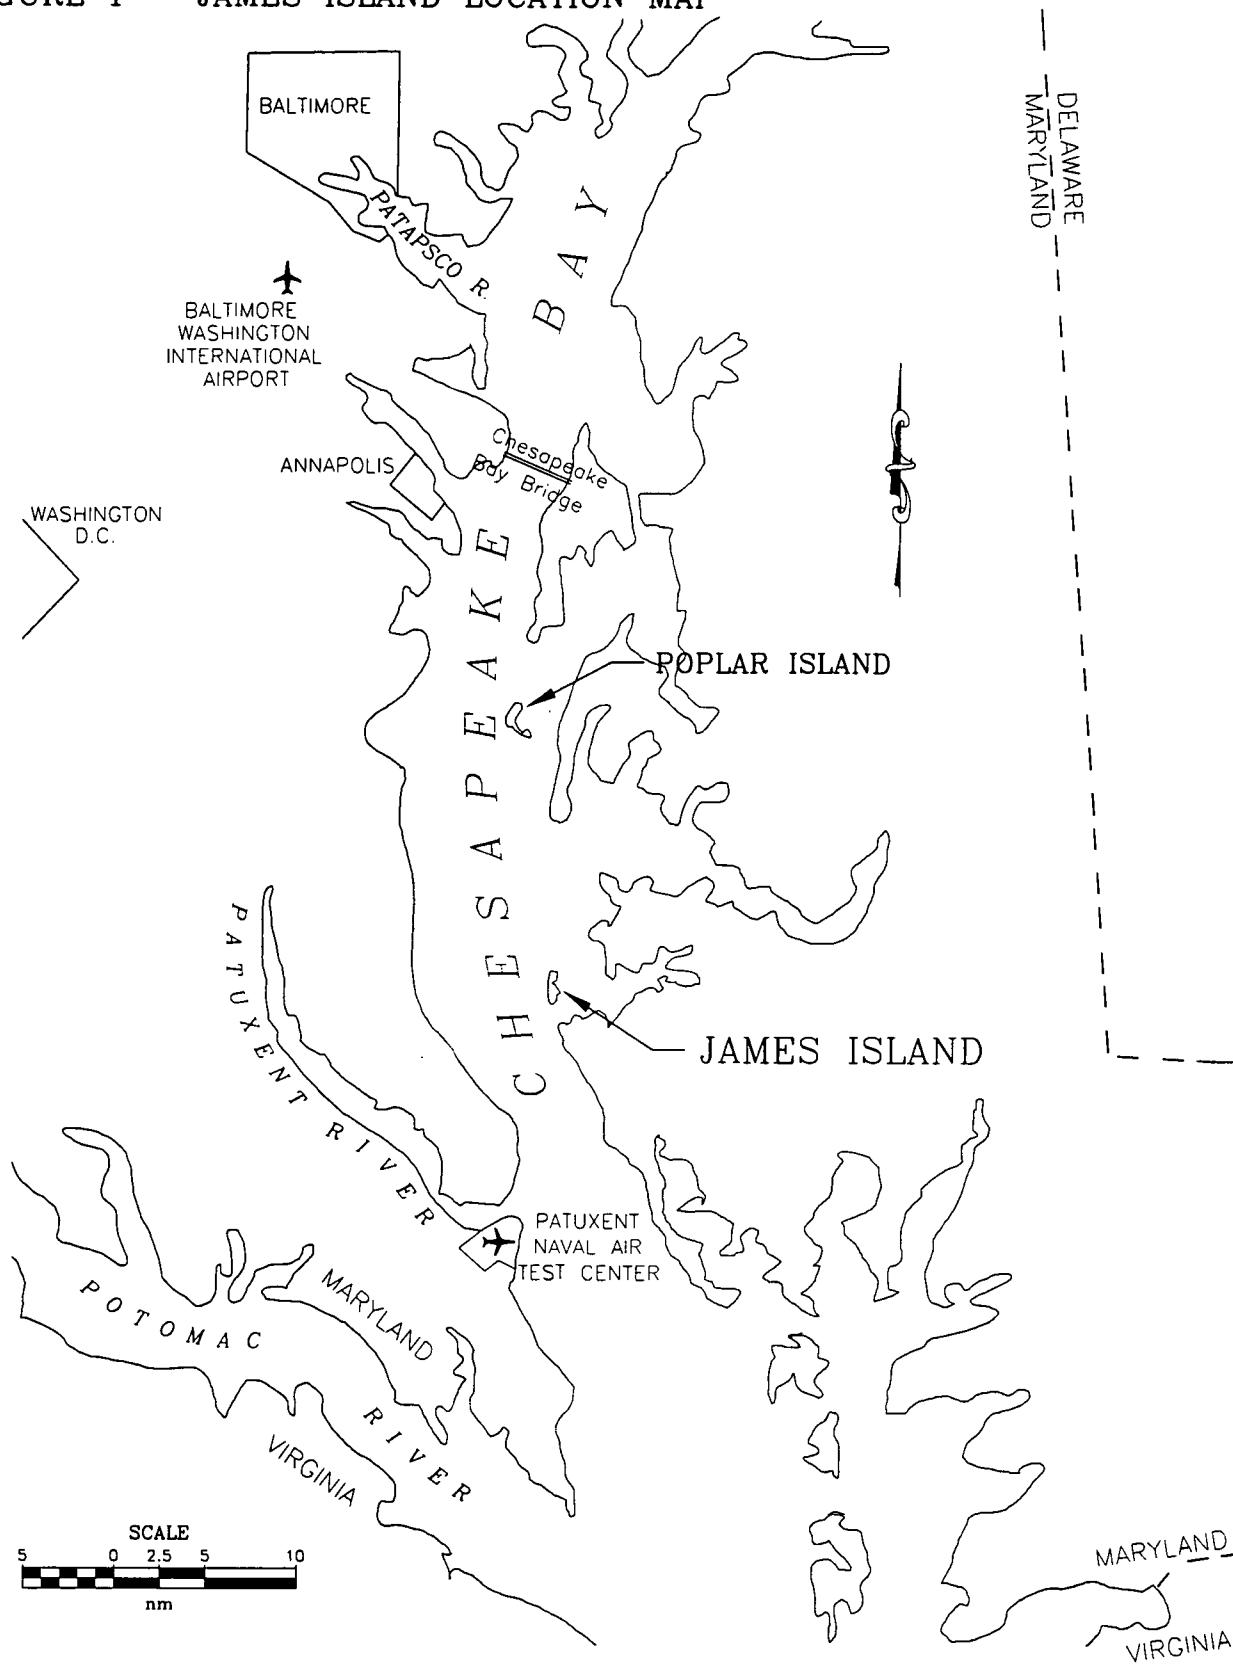 JAMES ISLAND LOCATION MAP
BALTIMORE
PATAPSCO R.
BALTIMORE
WASHINGTON
INTERNATIONAL
AIRPORT
DELAWARE
MARYLAND
CHESAPEAKE BAY
Chesapeake
Bay Bridge
ANNAPOLIS
WASHINGTON
D.C.
POPLAR ISLAND
JAMES ISLAND
PATUXENT RIVER
PATUXENT
NAVAL AIR
TEST CENTER
MARYLAND
POTOMAC RIVER
VIRGINIA
SCALE
5 0 2.5 5 10
nm
MARYLAND
VIRGINIA